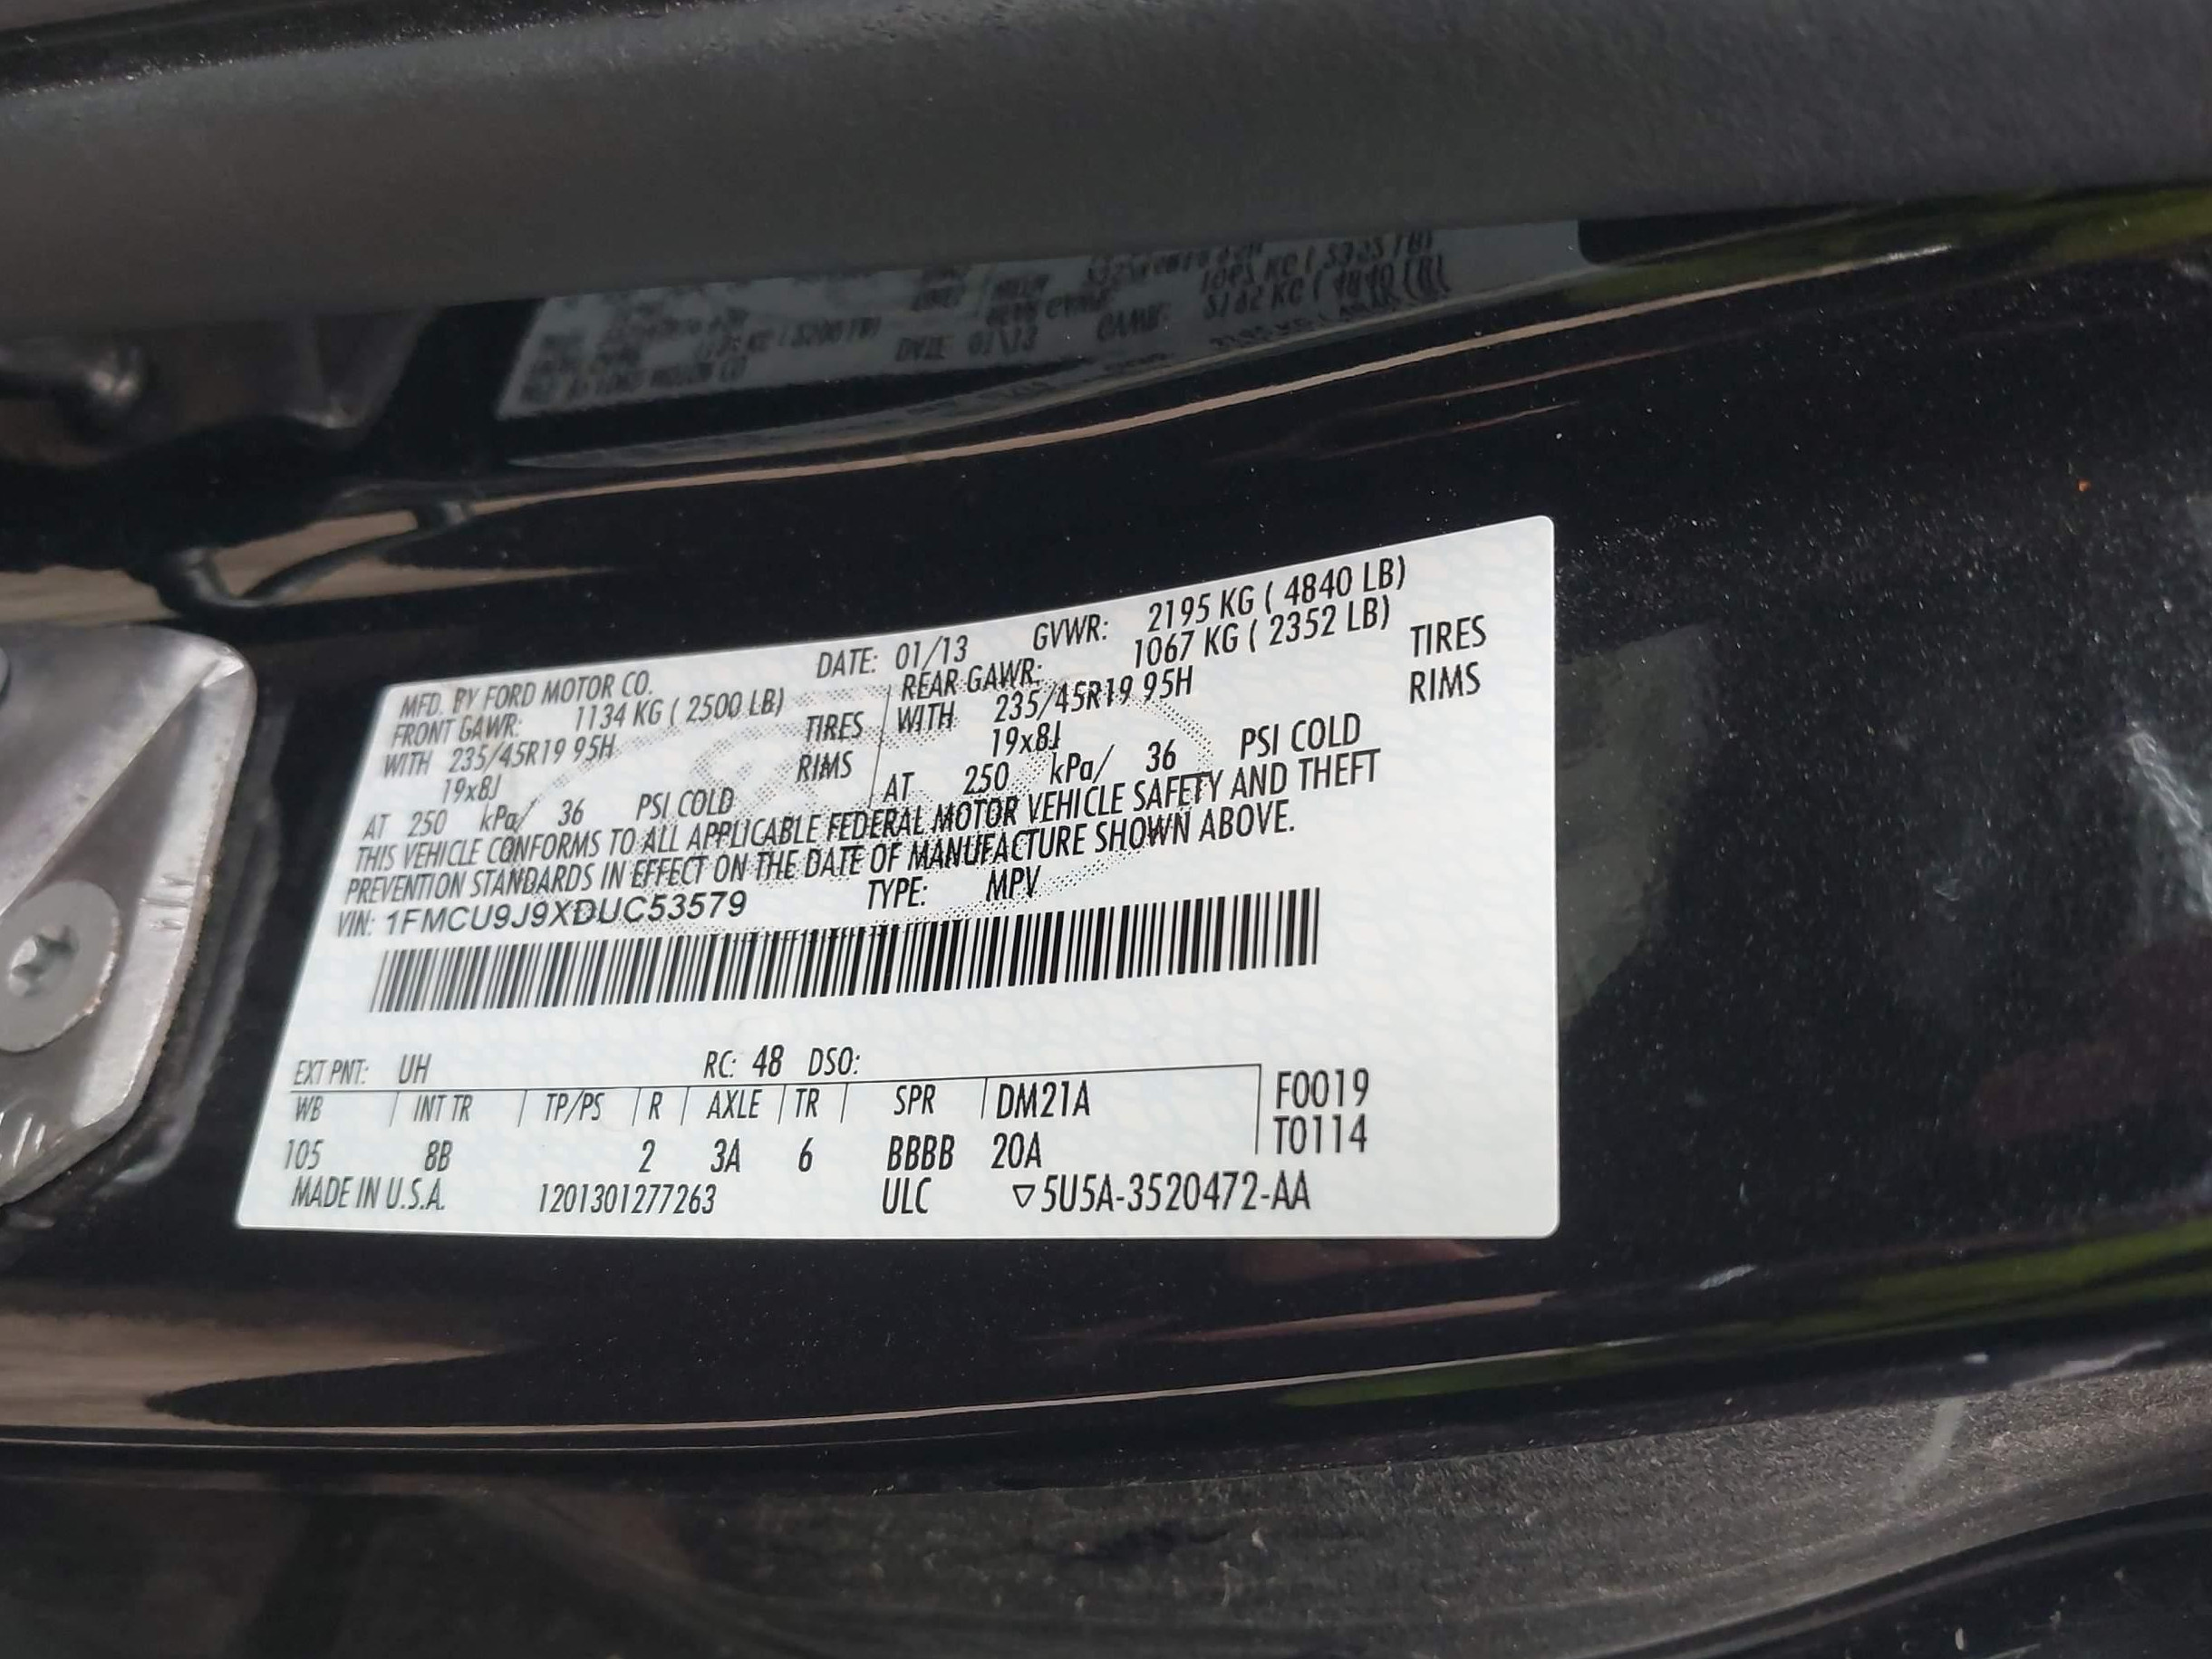 MFD. BY FORD MOTOR CO. DATE: 01/13 GVWR: 2195 KG ( 4840 LB)
FRONT GAWR: 1134 KG ( 2500 LB) REAR GAWR: 1067 KG ( 2352 LB)
WITH 235/45R19 95H TIRES WITH 235/45R19 95H TIRES
19x8J RIMS 19x8J RIMS
AT 250 kPa/ 36 PSI COLD AT 250 kPa/ 36 PSI COLD
THIS VEHICLE CONFORMS TO ALL APPLICABLE FEDERAL MOTOR VEHICLE SAFETY AND THEFT
PREVENTION STANDARDS IN EFFECT ON THE DATE OF MANUFACTURE SHOWN ABOVE.
VIN: 1FMCU9J9XDUC53579 TYPE: MPV
EXT PNT: UH RC: 48 DSO:
WB INT TR TP/PS R AXLE TR SPR DM21A F0019
105 8B 2 3A 6 BBBB 20A T0114
MADE IN U.S.A. 1201301277263 ULC ▽5U5A-3520472-AA